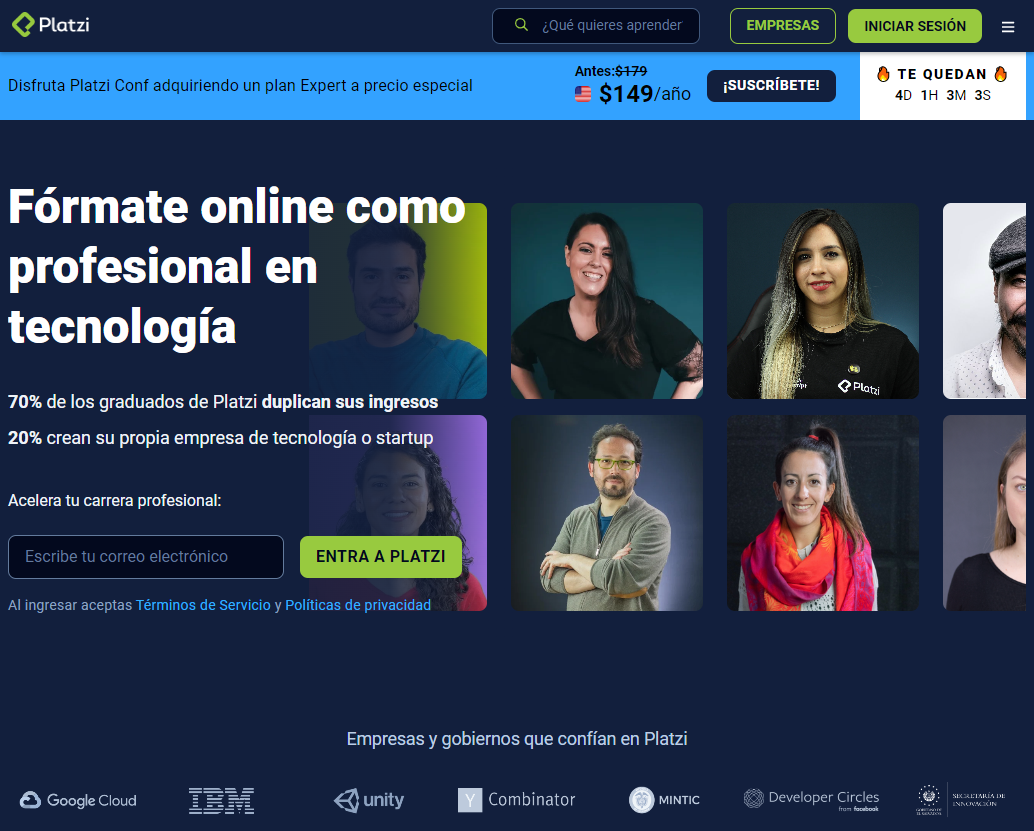 Platzi
¿Qué quieres aprender
EMPRESAS
INICIAR SESIÓN
Disfruta Platzi Conf adquiriendo un plan Expert a precio especial
Antes:$179
$149/año
¡SUSCRÍBETE!
🔥 TE QUEDAN 🔥
4D 1H 3M 3S
Fórmate online como
profesional en
tecnología
70% de los graduados de Platzi duplican sus ingresos
20% crean su propia empresa de tecnología o startup
Acelera tu carrera profesional:
Escribe tu correo electrónico
ENTRA A PLATZI
Al ingresar aceptas Términos de Servicio y Políticas de privacidad
Platzi
Empresas y gobiernos que confían en Platzi
Google Cloud
IBM
unity
Y Combinator
MINTIC
Developer Circles
from facebook
GOBIERNO DE
EL SALVADOR
SECRETARÍA DE
INNOVACIÓN